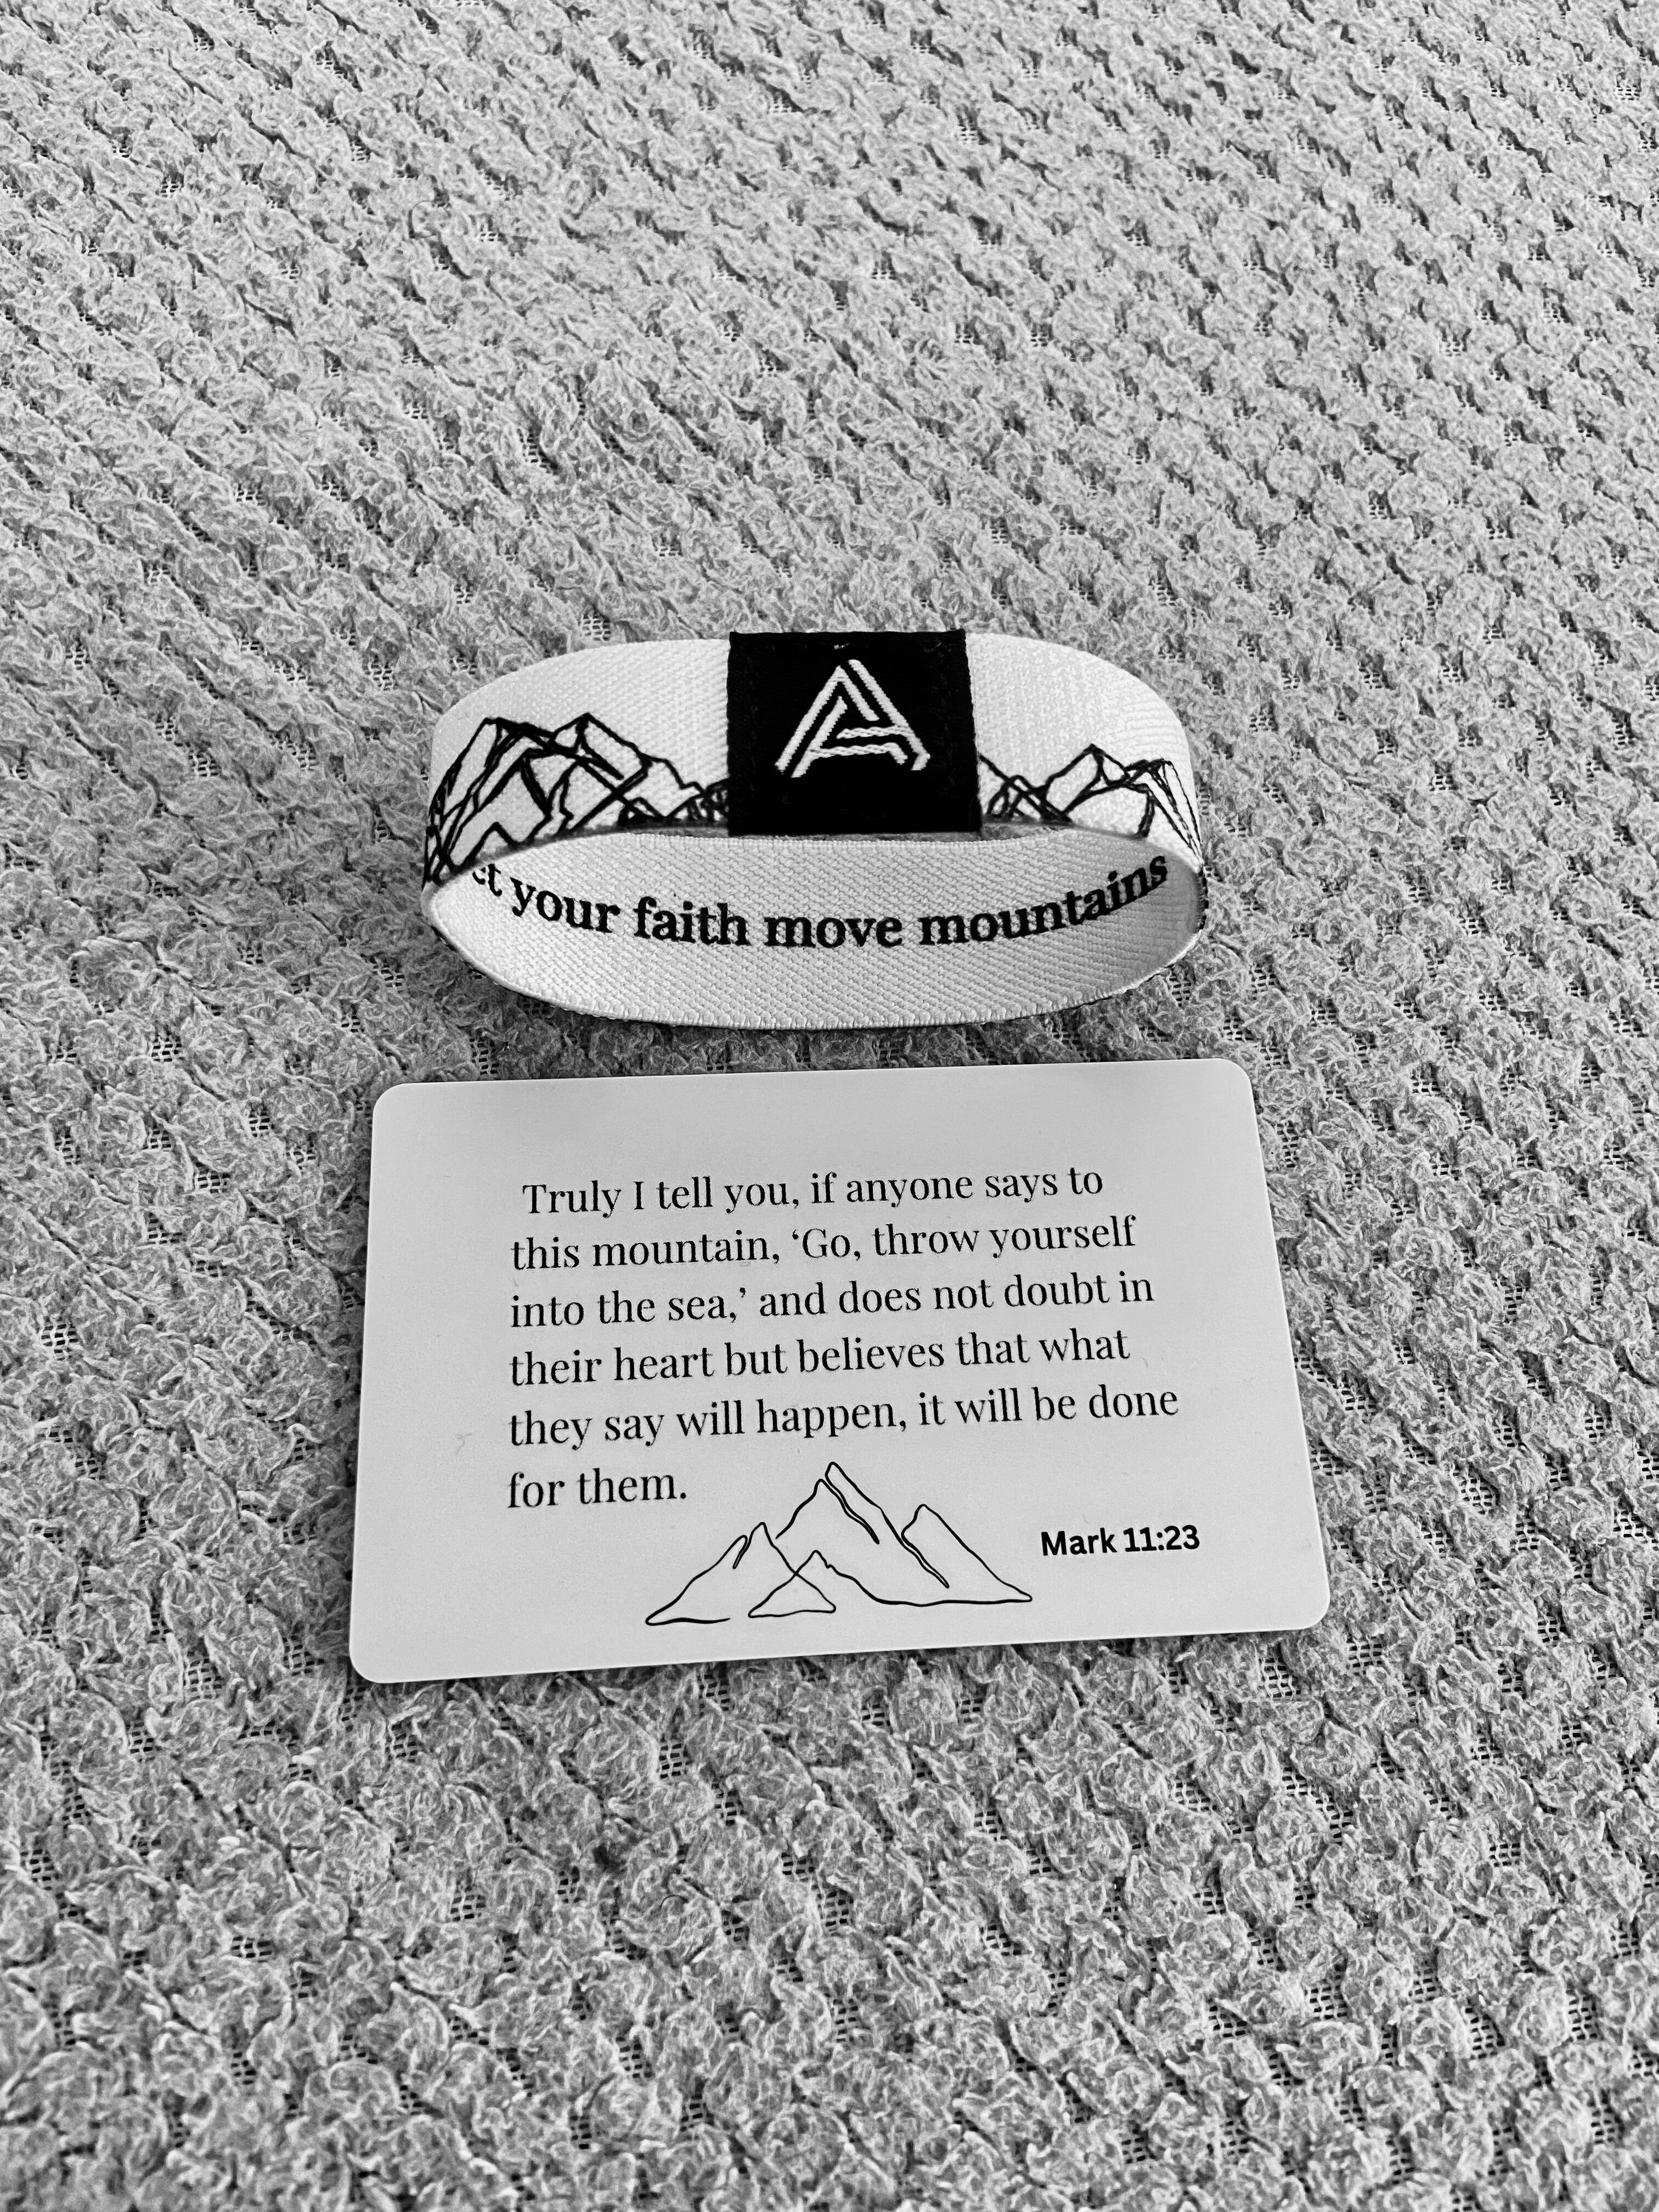 A
your faith move mountains
Truly I tell you, if anyone says to
this mountain, ‘Go, throw yourself
into the sea,’ and does not doubt in
their heart but believes that what
they say will happen, it will be done
for them.
Mark 11:23